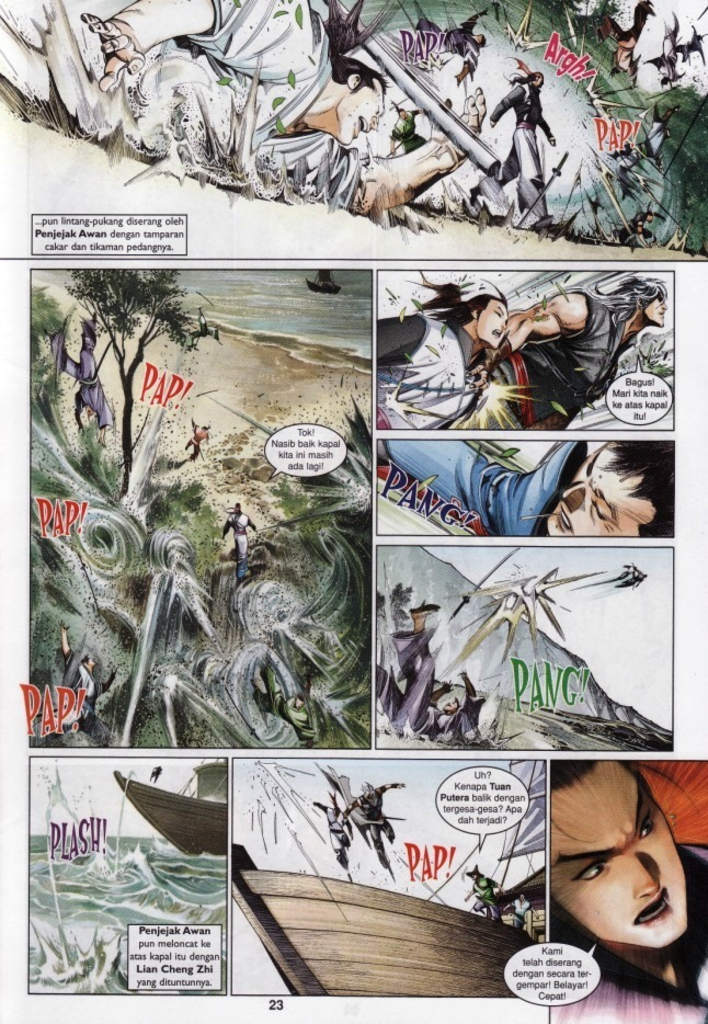 PAP!
Argh!
PAP!
...pun lintang-pukang diserang oleh
Penjejak Awan dengan tamparan
cakar dan tikaman pedangnya.
PAP!
Tok!
Nasib baik kapal
kita ini masih
ada lagi!
PAP!
PAP!
Bagus!
Mari kita naik
ke atas kapal
itu!
PANG!
PANG!
PLASH!
Penjejak Awan
pun meloncat ke
atas kapal itu dengan
Lian Cheng Zhi
yang dituntunnya.
Uh?
Kenapa Tuan
Putera balik dengan
tergesa-gesa? Apa
dah terjadi?
PAP!
Kami
telah diserang
dengan secara ter-
gempar! Belayar!
Cepat!
23